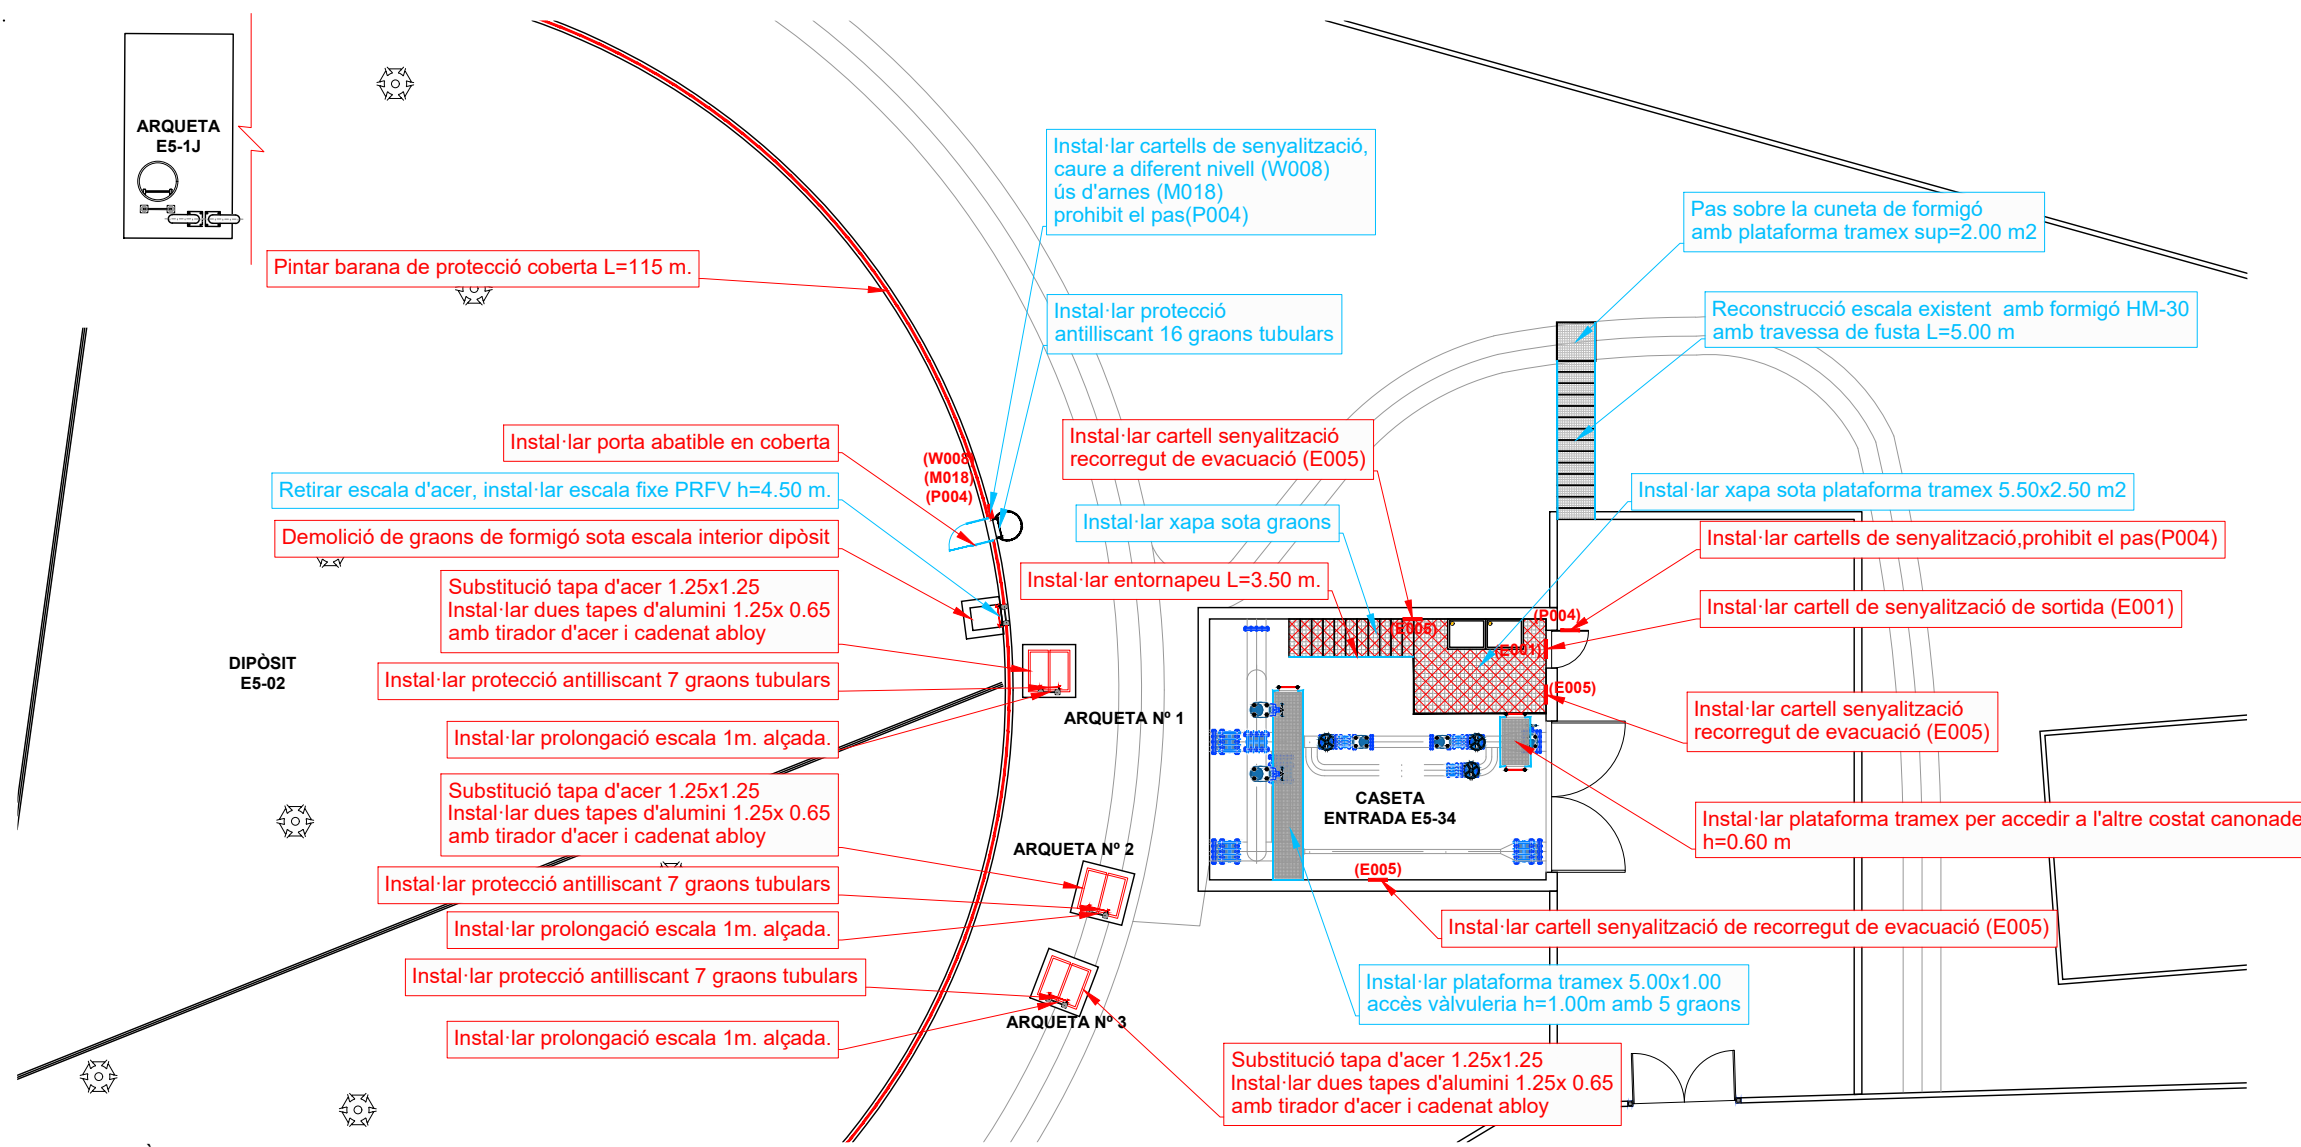 ARQUETA
E5-1J
Instal·lar cartells de senyalització,
caure a diferent nivell (W008)
ús d'arnes (M018)
prohibit el pas(P004)
Pas sobre la cuneta de formigó
amb plataforma tramex sup=2.00 m2
Pintar barana de protecció coberta L=115 m.
Instal·lar protecció
antilliscant 16 graons tubulars
Reconstrucció escala existent  amb formigó HM-30
amb travessa de fusta L=5.00 m
Instal·lar porta abatible en coberta
(W008)
(M018)
(P004)
Instal·lar cartell senyalització
recorregut de evacuació (E005)
Retirar escala d'acer, instal·lar escala fixe PRFV h=4.50 m.
Instal·lar xapa sota plataforma tramex 5.50x2.50 m2
Instal·lar xapa sota graons
Demolició de graons de formigó sota escala interior dipòsit
Instal·lar cartells de senyalització,prohibit el pas(P004)
Instal·lar entornapeu L=3.50 m.
Substitució tapa d'acer 1.25x1.25
Instal·lar dues tapes d'alumini 1.25x 0.65
amb tirador d'acer i cadenat abloy
Instal·lar cartell de senyalització de sortida (E001)
(P004)
(E005)
(E001)
DIPÒSIT
E5-02
Instal·lar protecció antilliscant 7 graons tubulars
(E005)
ARQUETA Nº 1
Instal·lar cartell senyalització
recorregut de evacuació (E005)
Instal·lar prolongació escala 1m. alçada.
Substitució tapa d'acer 1.25x1.25
Instal·lar dues tapes d'alumini 1.25x 0.65
amb tirador d'acer i cadenat abloy
CASETA
ENTRADA E5-34
Instal·lar plataforma tramex per accedir a l'altre costat canonade
h=0.60 m
ARQUETA Nº 2
(E005)
Instal·lar protecció antilliscant 7 graons tubulars
Instal·lar prolongació escala 1m. alçada.
Instal·lar cartell senyalització de recorregut de evacuació (E005)
Instal·lar protecció antilliscant 7 graons tubulars
Instal·lar plataforma tramex 5.00x1.00
accès vàlvuleria h=1.00m amb 5 graons
ARQUETA Nº 3
Instal·lar prolongació escala 1m. alçada.
Substitució tapa d'acer 1.25x1.25
Instal·lar dues tapes d'alumini 1.25x 0.65
amb tirador d'acer i cadenat abloy